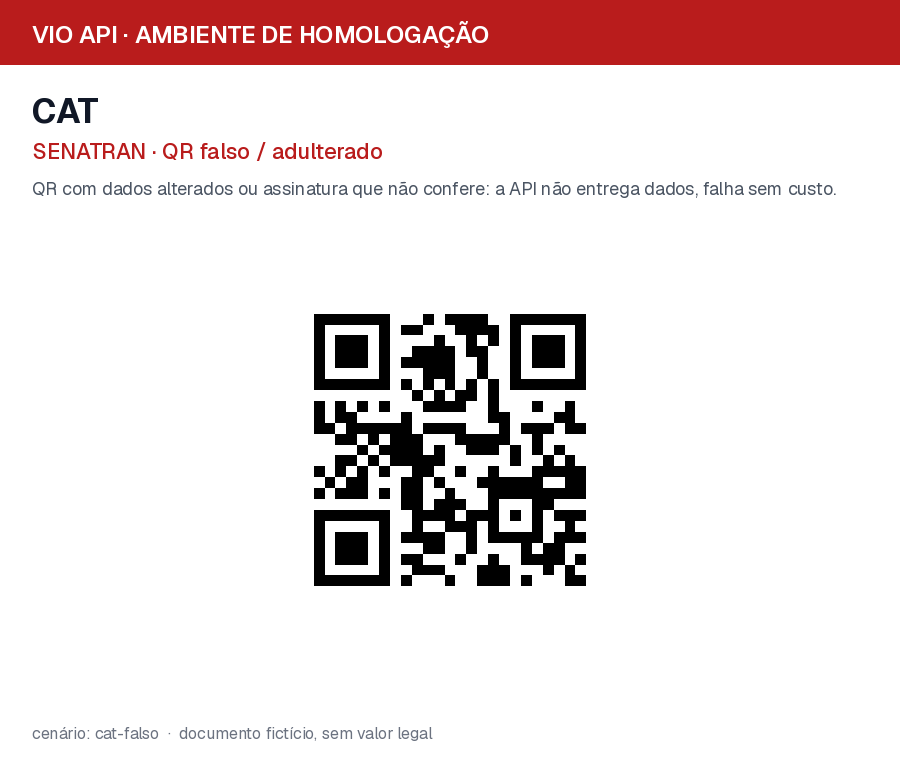 VIO API · AMBIENTE DE HOMOLOGAÇÃO
CAT
SENATRAN · QR falso / adulterado
QR com dados alterados ou assinatura que não confere: a API não entrega dados, falha sem custo.
cenário: cat-falso · documento fictício, sem valor legal